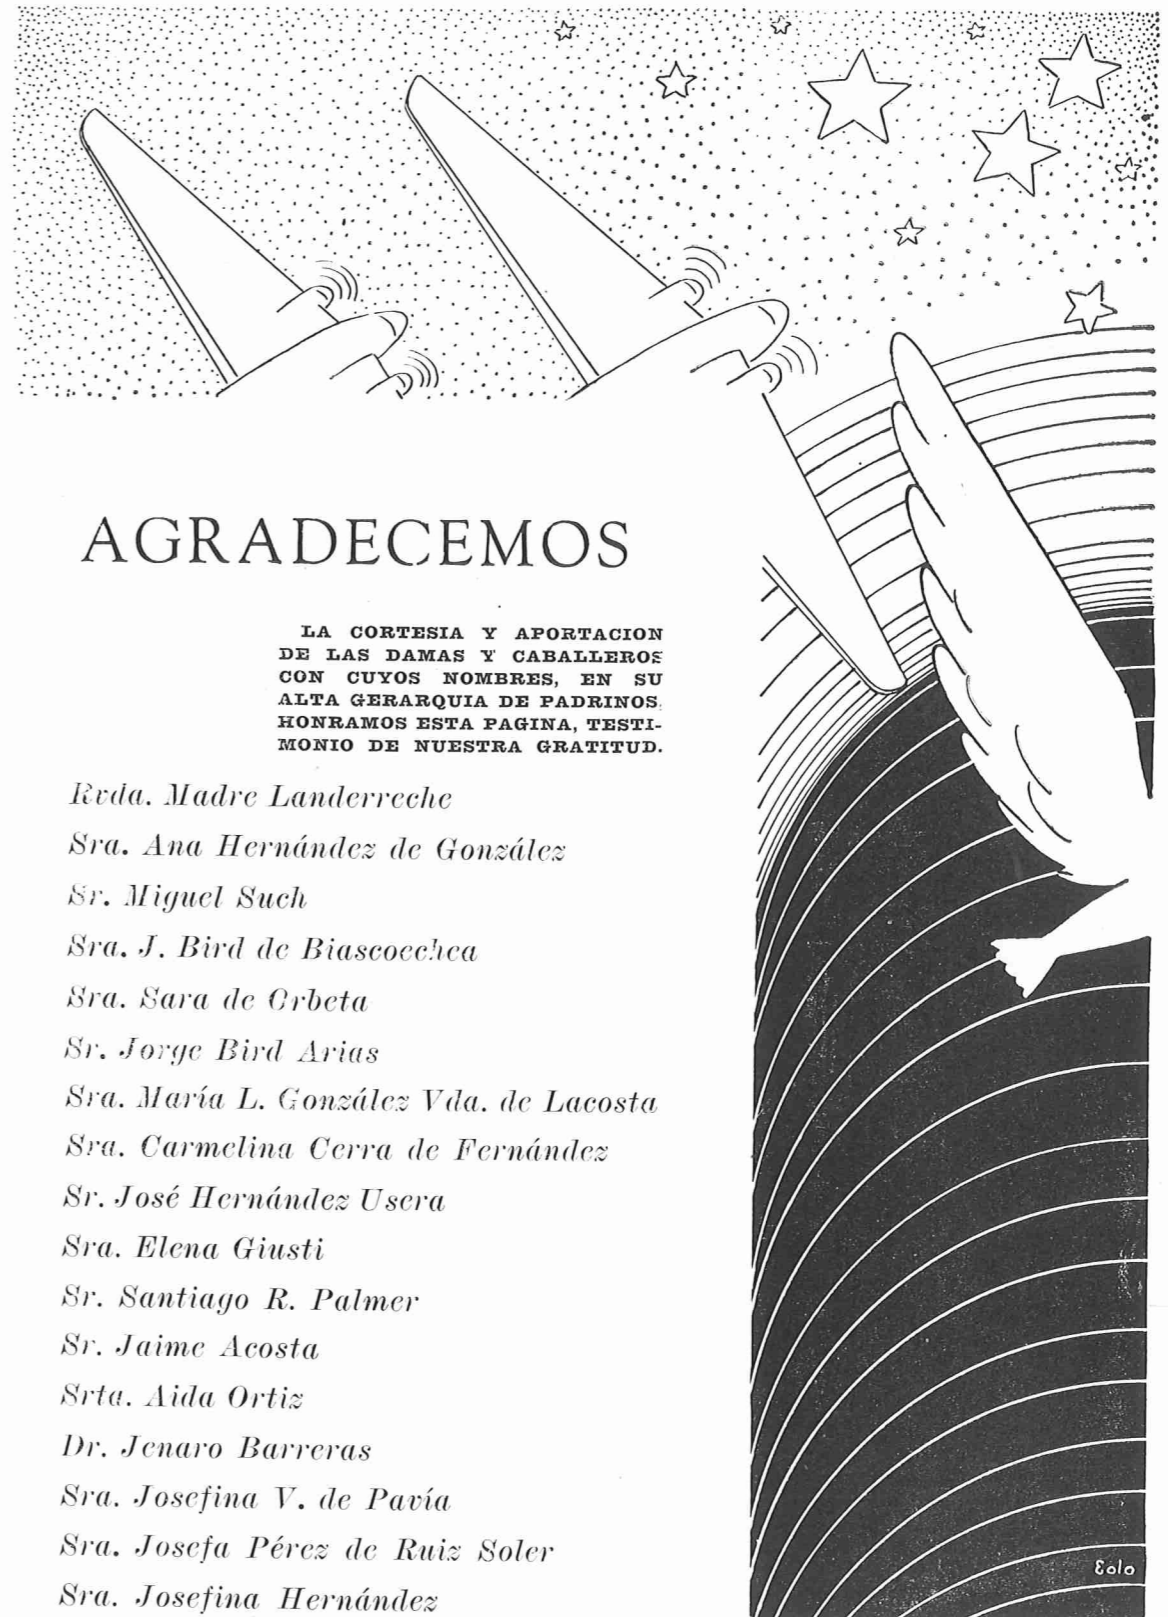 AGRADECEMOS
LA CORTESIA Y APORTACION
DE LAS DAMAS Y CABALLEROS
CON CUYOS NOMBRES, EN SU
ALTA GERARQUIA DE PADRINOS,
HONRAMOS ESTA PAGINA, TESTI-
MONIO DE NUESTRA GRATITUD.
Rvda. Madre Landerreche
Sra. Ana Hernández de González
Sr. Miguel Such
Sra. J. Bird de Biascoechea
Sra. Sara de Orbeta
Sr. Jorge Bird Arias
Sra. María L. González Vda. de Lacosta
Sra. Carmelina Cerra de Fernández
Sr. José Hernández Usera
Sra. Elena Giusti
Sr. Santiago R. Palmer
Sr. Jaime Acosta
Srta. Aida Ortiz
Dr. Jenaro Barreras
Sra. Josefina V. de Pavía
Sra. Josefa Pérez de Ruiz Soler
Sra. Josefina Hernández
Eolo